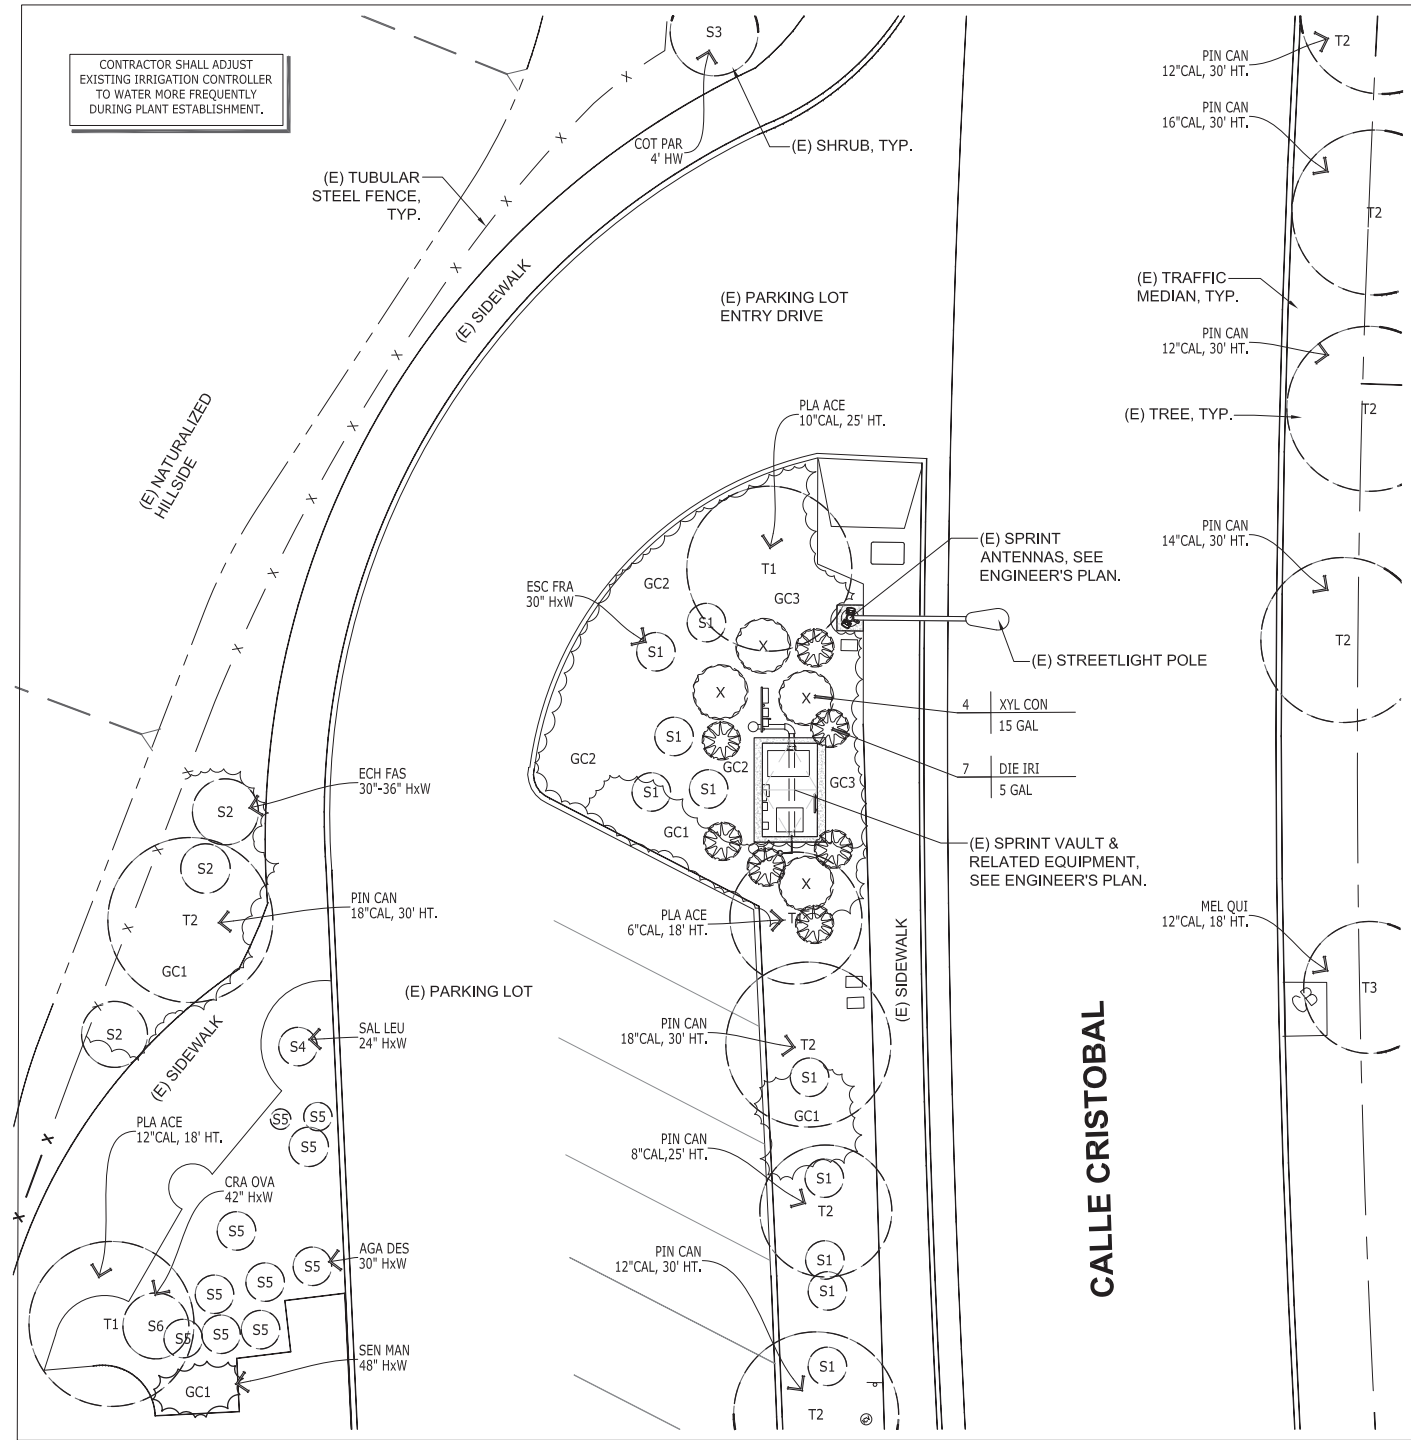 CONTRACTOR SHALL ADJUST
EXISTING IRRIGATION CONTROLLER
TO WATER MORE FREQUENTLY
DURING PLANT ESTABLISHMENT.
S3
COT PAR
4' HW
(E) SHRUB, TYP.
(E) TUBULAR
STEEL FENCE,
TYP.
(E) SIDEWALK
(E) PARKING LOT
ENTRY DRIVE
(E) NATURALIZED
HILLSIDE
PIN CAN
12"CAL, 30' HT.
T2
PIN CAN
16"CAL, 30' HT.
T2
(E) TRAFFIC
MEDIAN, TYP.
PIN CAN
12"CAL, 30' HT.
T2
(E) TREE, TYP.
PIN CAN
14"CAL, 30' HT.
T2
MEL QUI
12"CAL, 18' HT.
T3
CB
PLA ACE
10"CAL, 25' HT.
T1
GC2
GC3
ESC FRA
30" HxW
S1
S1
X
X
X
S1
GC2
GC2
GC3
S1
S1
GC1
X
(E) SPRINT
ANTENNAS, SEE
ENGINEER'S PLAN.
(E) STREETLIGHT POLE
4 XYL CON
15 GAL
7 DIE IRI
5 GAL
(E) SPRINT VAULT &
RELATED EQUIPMENT,
SEE ENGINEER'S PLAN.
PLA ACE
6"CAL, 18' HT.
(E) SIDEWALK
PIN CAN
18"CAL, 30' HT.
T2
S1
GC1
PIN CAN
8"CAL,25' HT.
S1
T2
S1
S1
PIN CAN
12"CAL, 30' HT.
S1
T2
CALLE CRISTOBAL
ECH FAS
30"-36" HxW
S2
S2
PIN CAN
18"CAL, 30' HT.
T2
GC1
S2
(E) SIDEWALK
(E) PARKING LOT
SAL LEU
24" HxW
S4
S5
S5
S5
PLA ACE
12"CAL, 18' HT.
CRA OVA
42" HxW
S5
AGA DES
30" HxW
S5
S5
S5
T1
S6
S5
S5
S5
SEN MAN
48" HxW
GC1